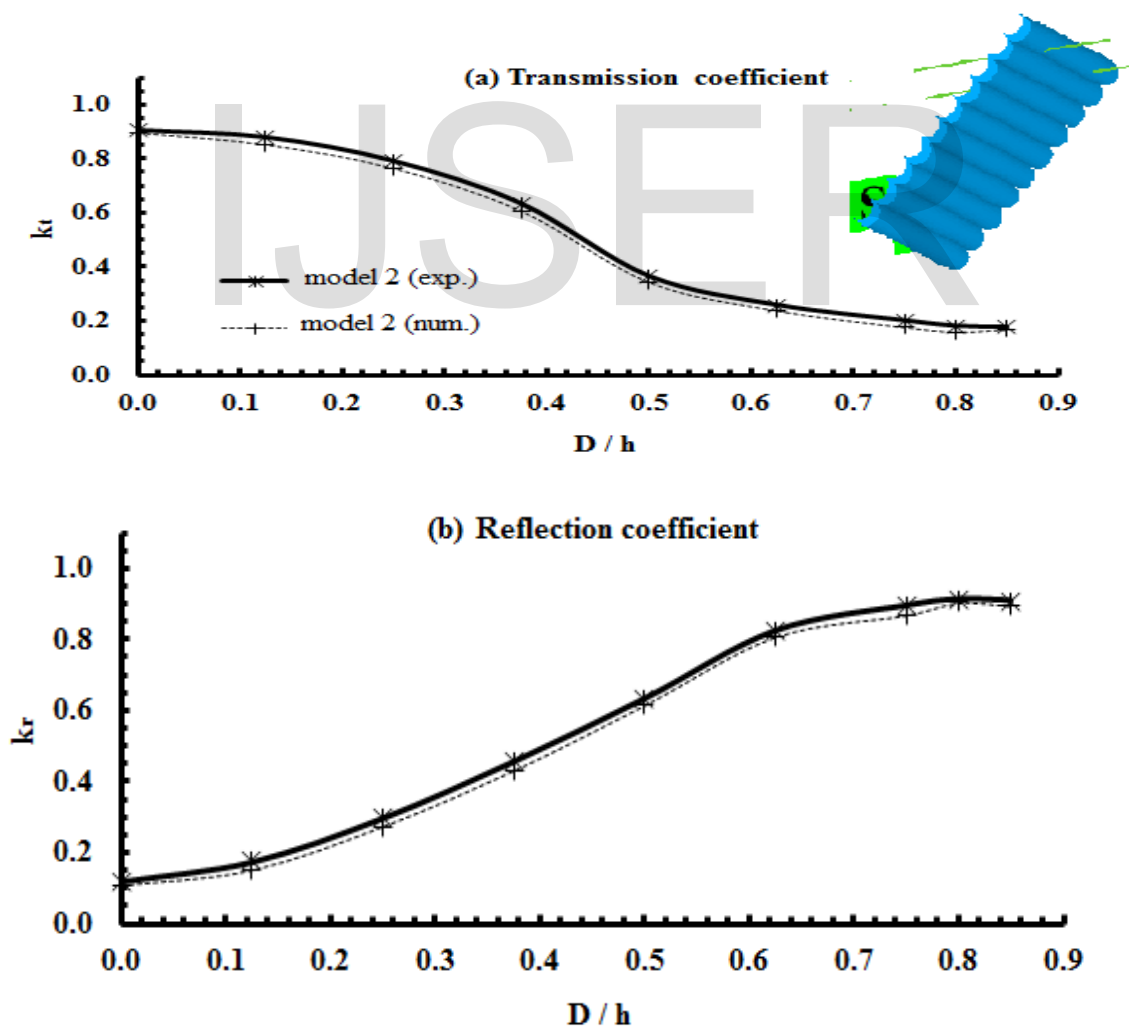 (a) Transmission coefficient
IJSER
S
1.0
0.8
0.6
0.4
0.2
0.0
kt
model 2 (exp.)
model 2 (num.)
0.0 0.1 0.2 0.3 0.4 0.5 0.6 0.7 0.8 0.9
D / h
(b) Reflection coefficient
1.0
0.8
0.6
0.4
0.2
0.0
kr
0.0 0.1 0.2 0.3 0.4 0.5 0.6 0.7 0.8 0.9
D / h